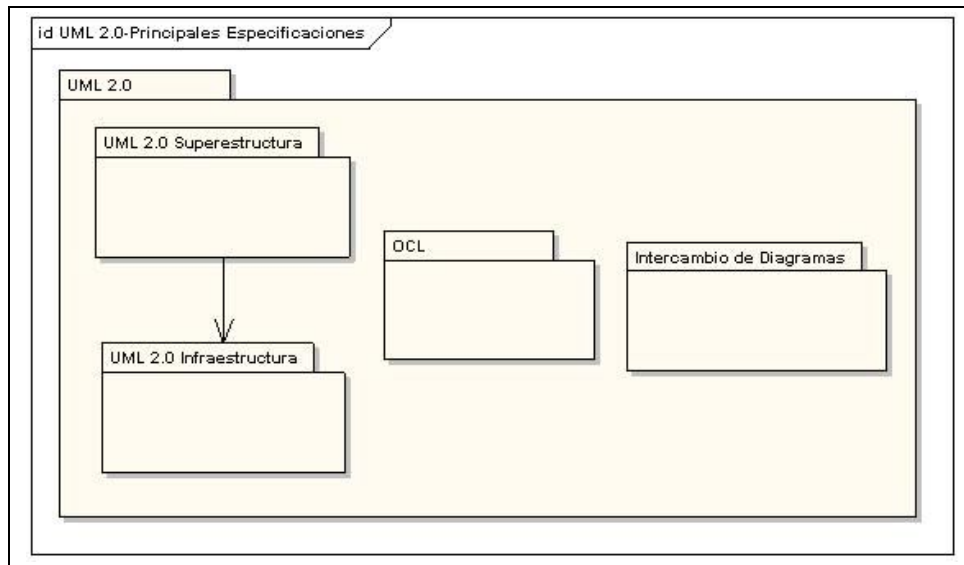 id UML 2.0-Principales Especificaciones
UML 2.0
UML 2.0 Superestructura
OCL
Intercambio de Diagramas
UML 2.0 Infraestructura